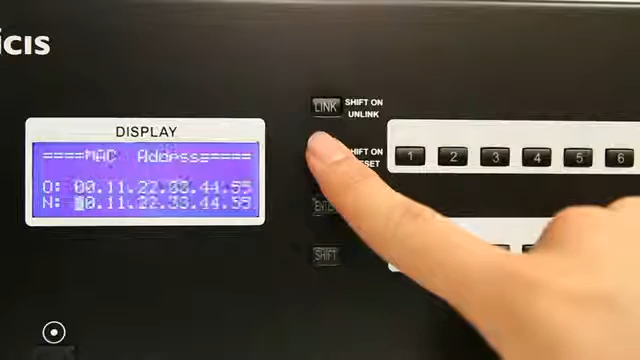 icis
DISPLAY
====MAC Address====
O: 00.11.22.33.44.55
N: 00.11.22.33.44.55
LINK
SHIFT ON
UNLINK
SHIFT ON
ENTER
SHIFT
1 2 3 4 5 6